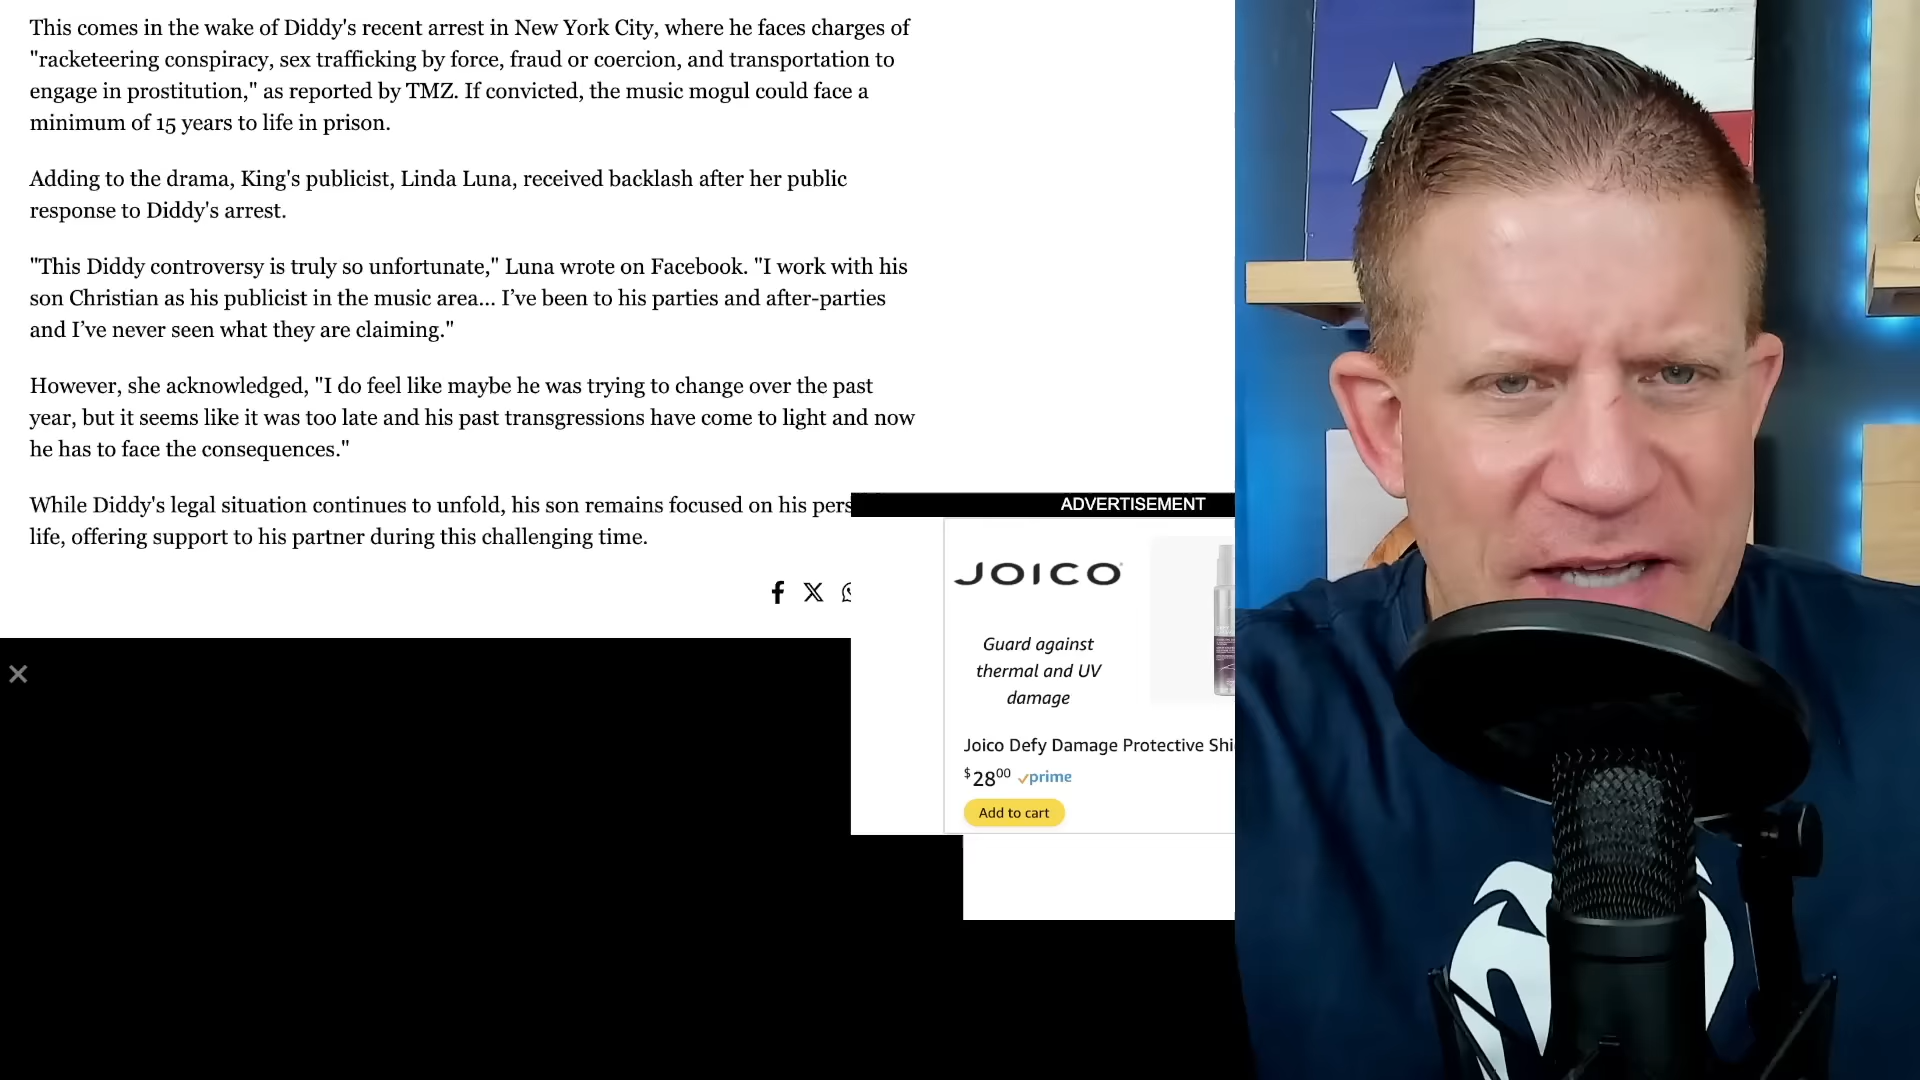 This comes in the wake of Diddy's recent arrest in New York City, where he faces charges of
"racketeering conspiracy, sex trafficking by force, fraud or coercion, and transportation to
engage in prostitution," as reported by TMZ. If convicted, the music mogul could face a
minimum of 15 years to life in prison.
Adding to the drama, King's publicist, Linda Luna, received backlash after her public
response to Diddy's arrest.
"This Diddy controversy is truly so unfortunate," Luna wrote on Facebook. "I work with his
son Christian as his publicist in the music area... I’ve been to his parties and after-parties
and I’ve never seen what they are claiming."
However, she acknowledged, "I do feel like maybe he was trying to change over the past
year, but it seems like it was too late and his past transgressions have come to light and now
he has to face the consequences."
While Diddy's legal situation continues to unfold, his son remains focused on his pers
life, offering support to his partner during this challenging time.
ADVERTISEMENT
JOICO
Guard against
thermal and UV
damage
Joico Defy Damage Protective Shi
$2800 prime
Add to cart